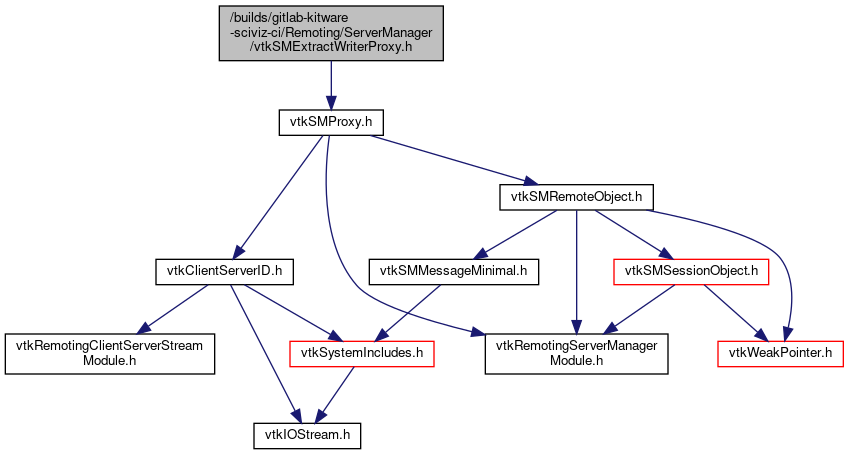 /builds/gitlab-kitware
-sciviz-ci/Remoting/ServerManager
/vtkSMExtractWriterProxy.h
vtkSMProxy.h
vtkSMRemoteObject.h
vtkClientServerID.h
vtkSMMessageMinimal.h
vtkSMSessionObject.h
vtkRemotingClientServerStream
Module.h
vtkSystemIncludes.h
vtkRemotingServerManager
Module.h
vtkWeakPointer.h
vtkIOStream.h